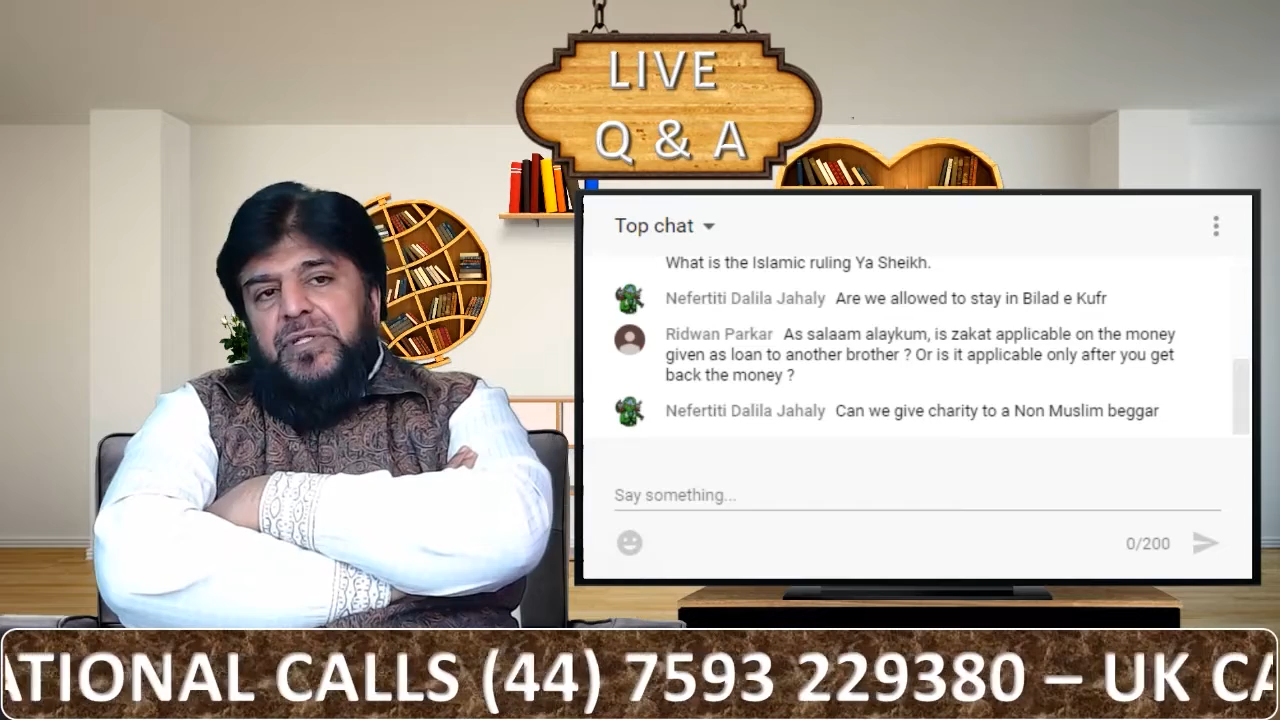 LIVE
Q & A
Top chat
What is the Islamic ruling Ya Sheikh.
Nefertiti Dalila Jahaly Are we allowed to stay in Bilad e Kufr
Ridwan Parkar As salaam alaykum, is zakat applicable on the money
given as loan to another brother ? Or is it applicable only after you get
back the money ?
Nefertiti Dalila Jahaly Can we give charity to a Non Muslim beggar
Say something...
0/200
ATIONAL CALLS (44) 7593 229380 – UK CA